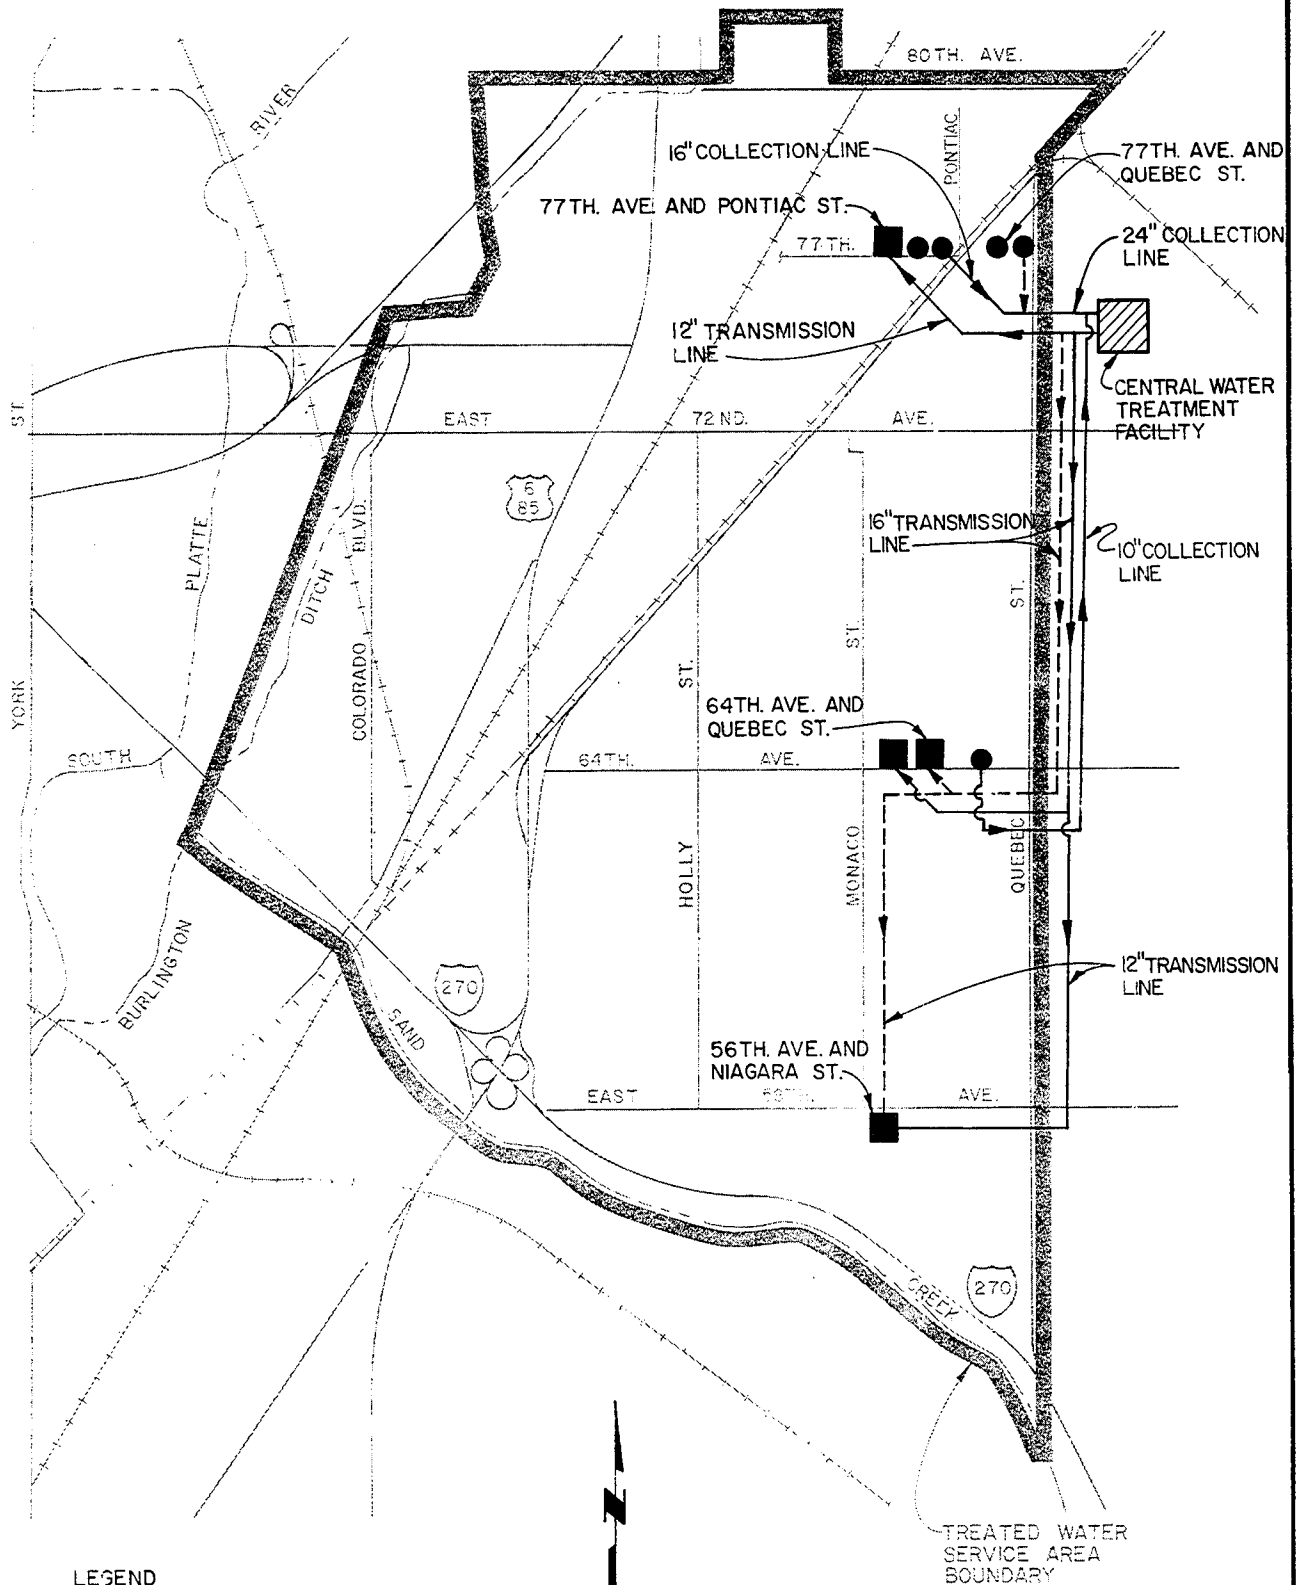 80TH. AVE.
RIVER
16" COLLECTION LINE
PONTIAC
77TH. AVE. AND
QUEBEC ST.
77TH. AVE. AND PONTIAC ST.
77TH.
24" COLLECTION
LINE
12" TRANSMISSION
LINE
CENTRAL WATER
TREATMENT
FACILITY
ST.
EAST
72ND.
AVE.
6
85
PLATTE
DITCH
BLVD.
COLORADO
16" TRANSMISSION
LINE
10" COLLECTION
LINE
ST.
ST.
ST.
YORK
SOUTH
64TH. AVE. AND
QUEBEC ST.
64TH.
AVE.
HOLLY
MONACO
QUEBEC
BURLINGTON
270
SAND
12" TRANSMISSION
LINE
56TH. AVE. AND
NIAGARA ST.
EAST
AVE.
CREEK
270
TREATED WATER
SERVICE AREA
BOUNDARY
N
LEGEND